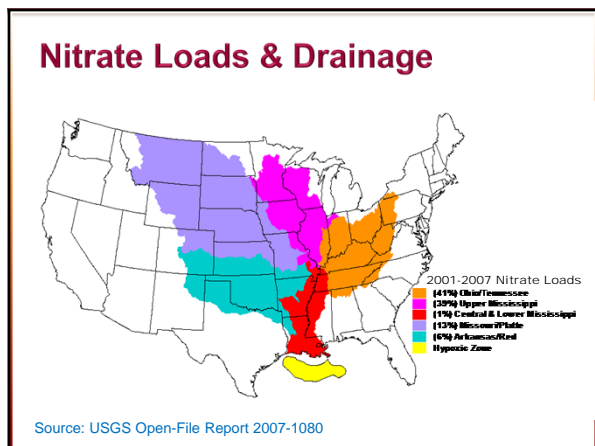 Nitrate Loads & Drainage
2001-2007 Nitrate Loads
(41%) Ohio/Tennessee
(39%) Upper Mississippi
(1%) Central & Lower Mississippi
(13%) Missouri/Platte
(6%) Arkansas/Red
Hypoxic Zone
Source: USGS Open-File Report 2007-1080